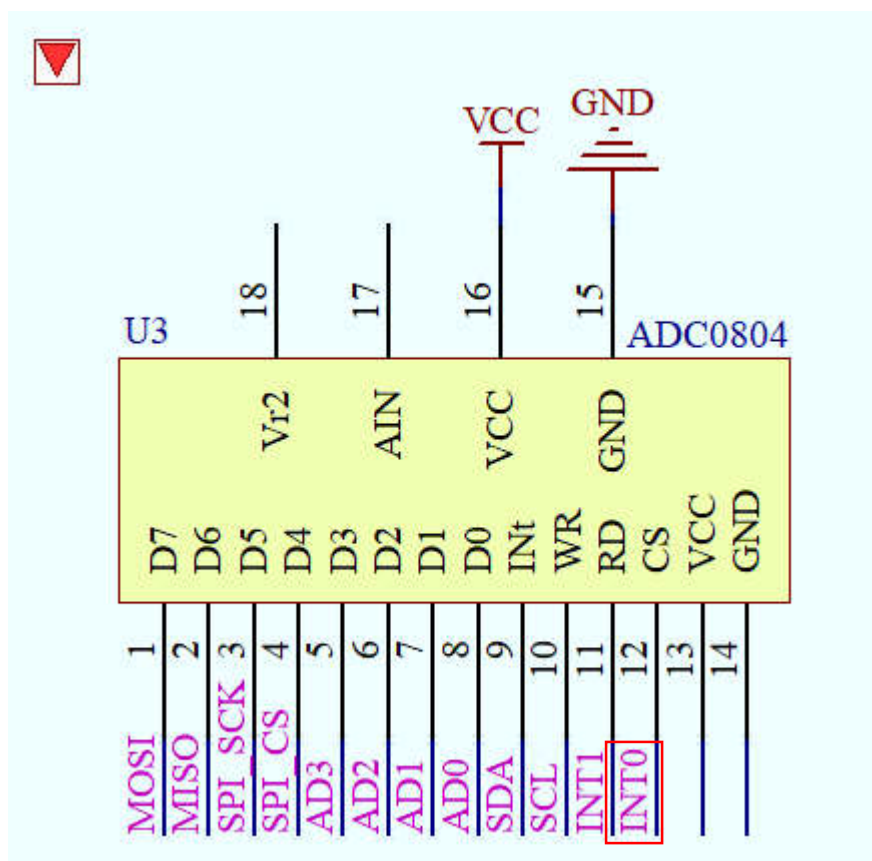 GND
VCC
18
17
16
15
U3
ADC0804
Vr2
AIN
VCC
GND
D7
D6
D5
D4
D3
D2
D1
D0
INt
WR
RD
CS
VCC
GND
1
2
3
4
5
6
7
8
9
10
11
12
13
14
MOSI
MISO
SPI_SCK
SPI_CS
AD3
AD2
AD1
AD0
SDA
SCL
INT1
INT0